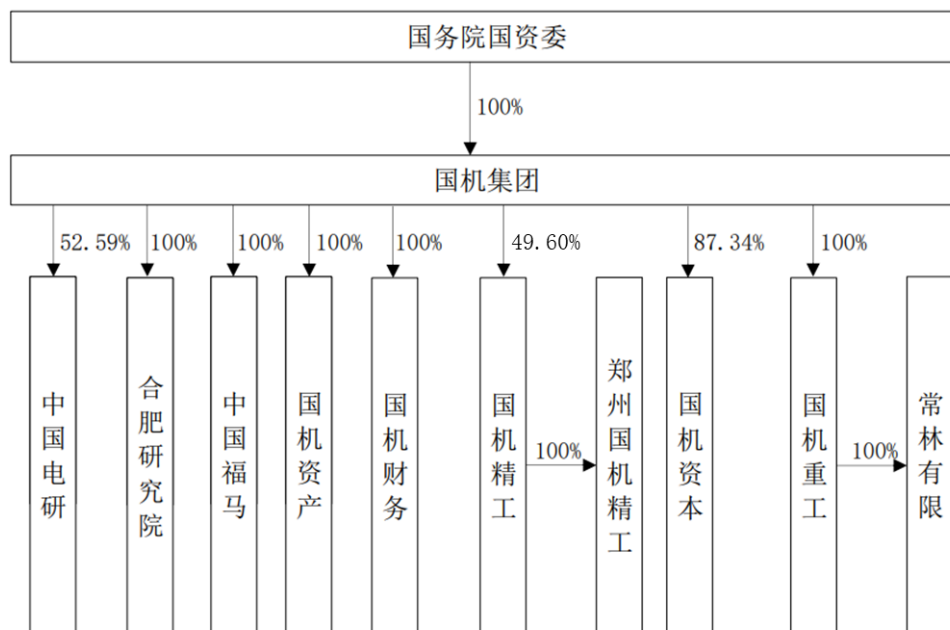 国务院国资委
100%
国机集团
52.59%
100%
100%
100%
100%
49.60%
87.34%
100%
中国电研
合肥研究院
中国福马
国机资产
国机财务
国机精工
100%
郑州国机精工
国机资本
国机重工
100%
常林有限